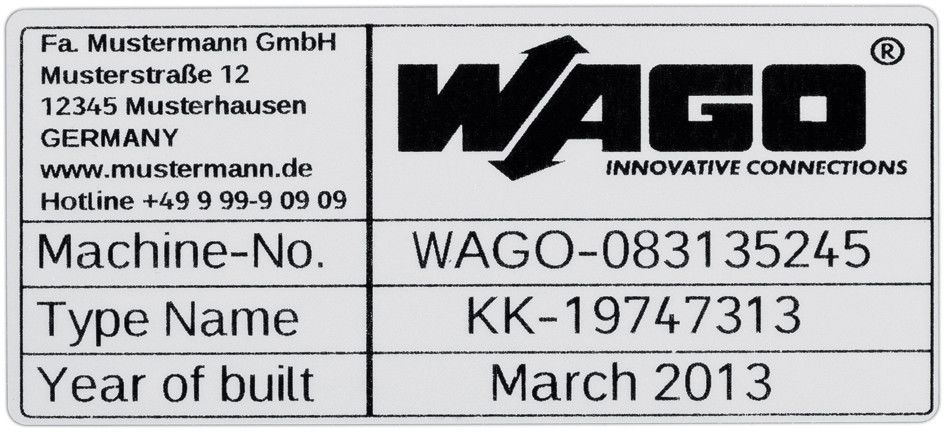 Fa. Mustermann GmbH
Musterstraße 12
12345 Musterhausen
GERMANY
www.mustermann.de
Hotline +49 9 99-9 09 09
WAGO®
INNOVATIVE CONNECTIONS
Machine-No. WAGO-083135245
Type Name KK-19747313
Year of built March 2013